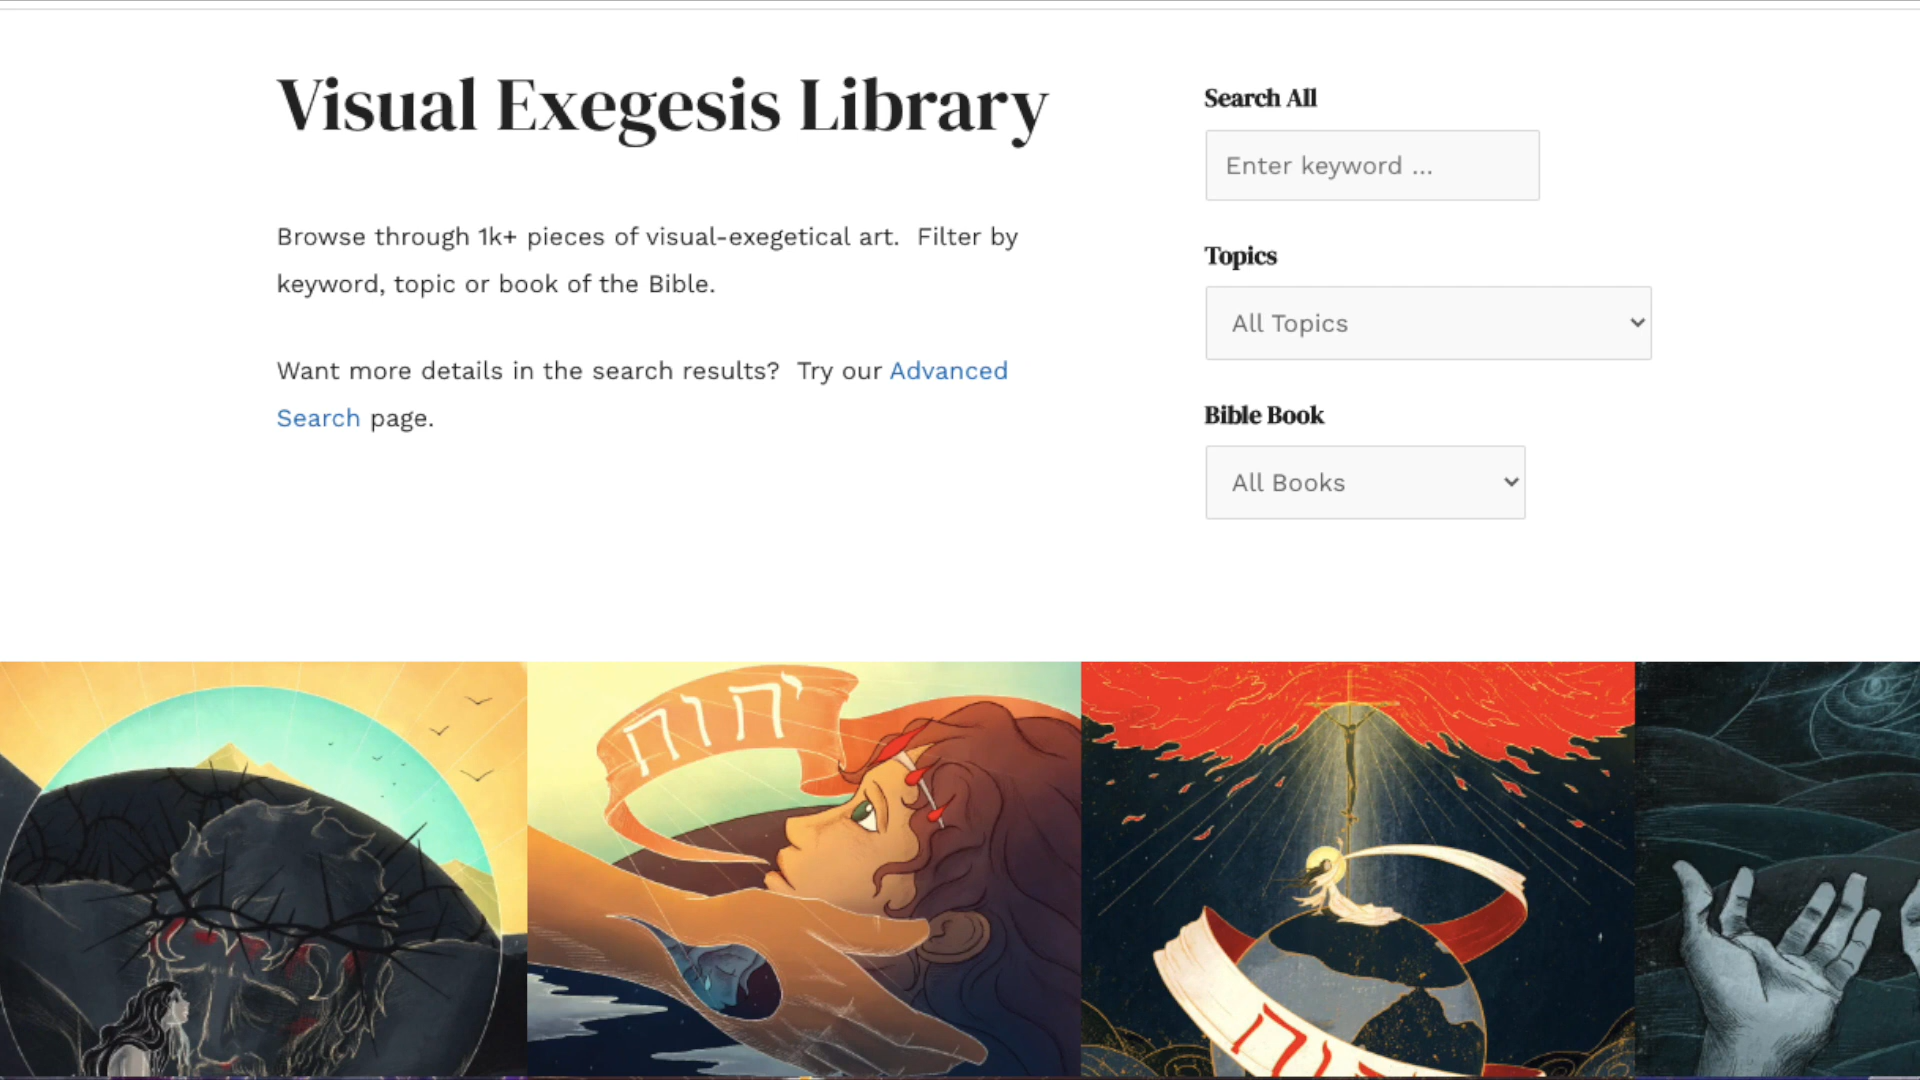 Visual Exegesis Library
Browse through 1k+ pieces of visual-exegetical art.  Filter by
keyword, topic or book of the Bible.
Want more details in the search results?  Try our Advanced
Search page.
Search All
Enter keyword ...
Topics
All Topics
Bible Book
All Books
יהוה